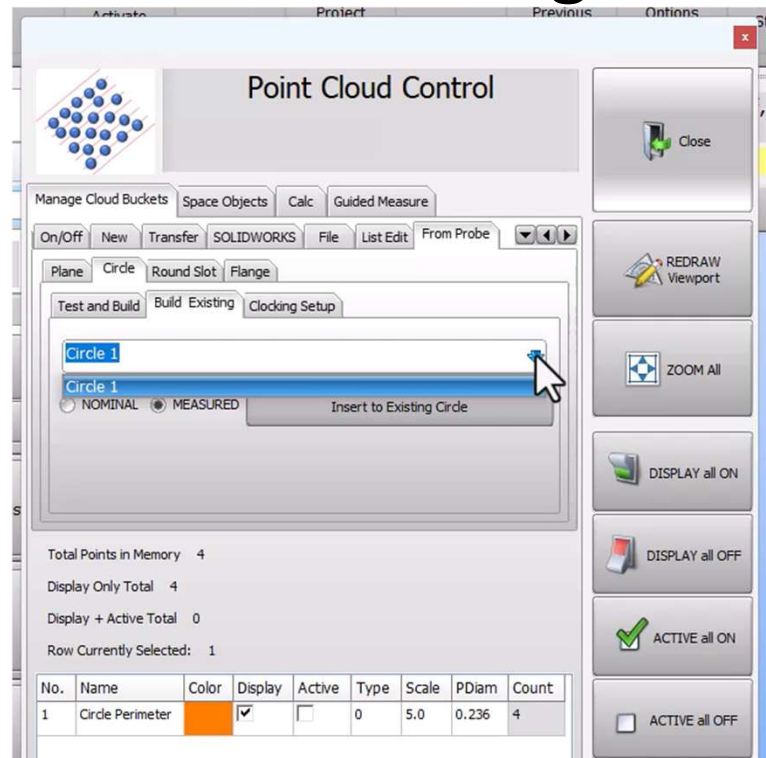 Activate Project Previous Options
x
Point Cloud Control
Close
Manage Cloud Buckets Space Objects Calc Guided Measure
On/Off New Transfer SOLIDWORKS File List Edit From Probe
Plane Circle Round Slot Flange
Test and Build Build Existing Clocking Setup
Circle 1
Circle 1
NOMINAL MEASURED Insert to Existing Circle
REDRAW
Viewport
ZOOM All
DISPLAY all ON
DISPLAY all OFF
ACTIVE all ON
ACTIVE all OFF
Total Points in Memory 4
Display Only Total 4
Display + Active Total 0
Row Currently Selected: 1
No. Name Color Display Active Type Scale PDiam Count
1 Circle Perimeter 0 5.0 0.236 4